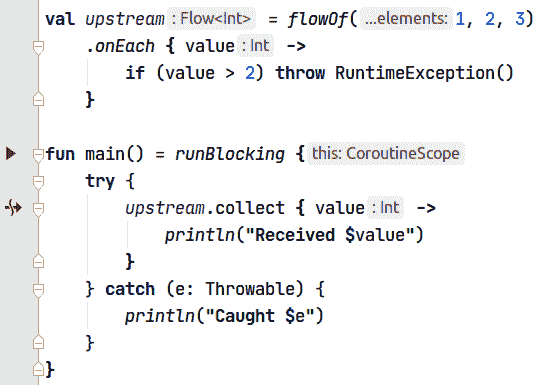 val upstream : Flow<Int> = flowOf( ...elements: 1, 2, 3)
.onEach { value : Int ->
if (value > 2) throw RuntimeException()
}
fun main() = runBlocking { this: CoroutineScope
try {
upstream.collect { value : Int ->
println("Received $value")
}
} catch (e: Throwable) {
println("Caught $e")
}
}